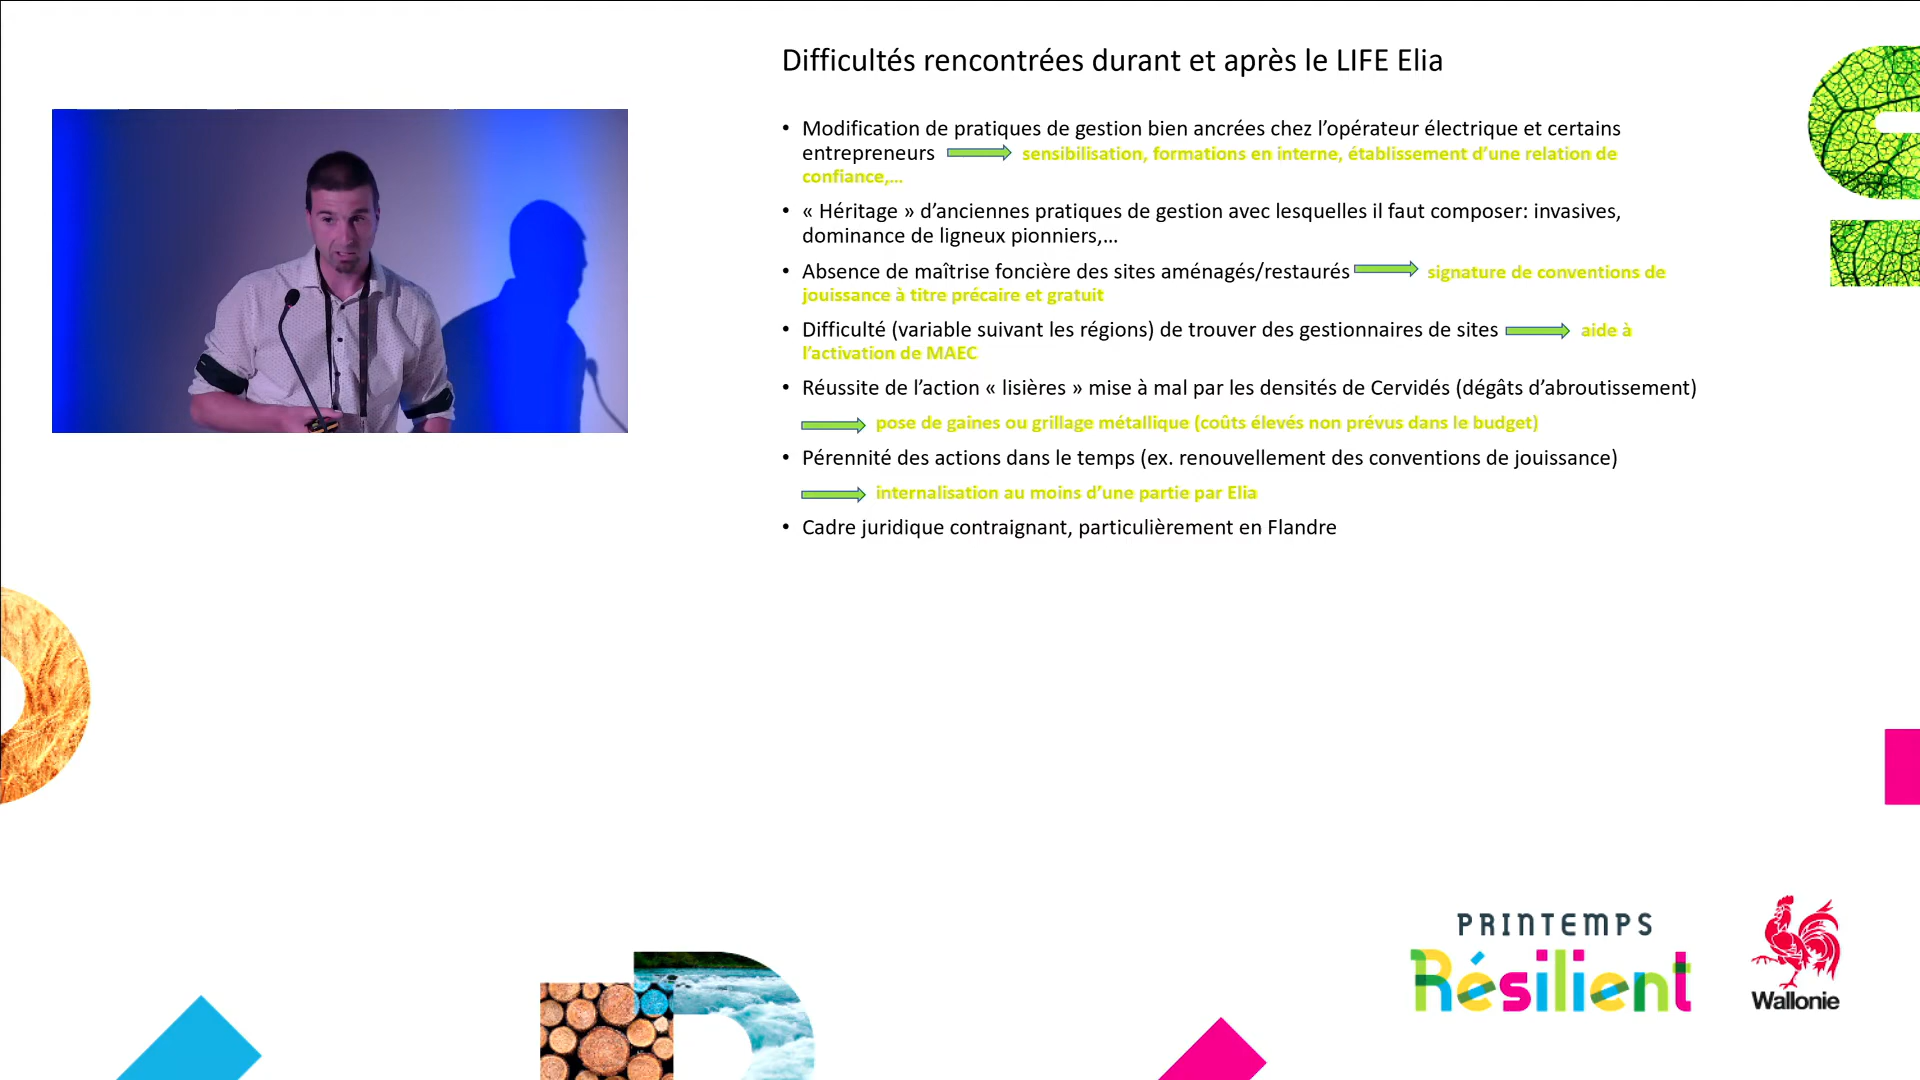 Difficultés rencontrées durant et après le LIFE Elia
• Modification de pratiques de gestion bien ancrées chez l’opérateur électrique et certains
entrepreneurs sensibilisation, formations en interne, établissement d’une relation de
confiance,…
• « Héritage » d’anciennes pratiques de gestion avec lesquelles il faut composer: invasives,
dominance de ligneux pionniers,…
• Absence de maîtrise foncière des sites aménagés/restaurés signature de conventions de
jouissance à titre précaire et gratuit
• Difficulté (variable suivant les régions) de trouver des gestionnaires de sites aide à
l’activation de MAEC
• Réussite de l’action « lisières » mise à mal par les densités de Cervidés (dégâts d’abroutissement)
pose de gaines ou grillage métallique (coûts élevés non prévus dans le budget)
• Pérennité des actions dans le temps (ex. renouvellement des conventions de jouissance)
internalisation au moins d’une partie par Elia
• Cadre juridique contraignant, particulièrement en Flandre
PRINTEMPS
Résilient
Wallonie